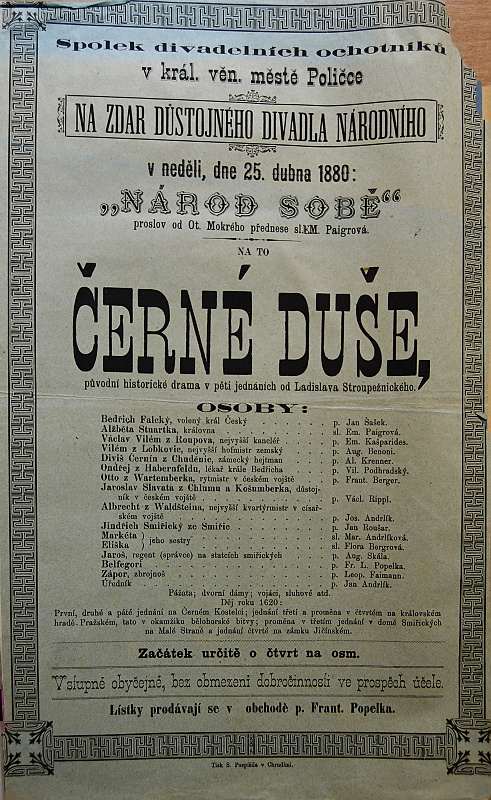 Spolek divadelních ochotníků
v král. věn. městě Poličce
NA ZDAR DŮSTOJNÉHO DIVADLA NÁRODNÍHO
v neděli, dne 25. dubna 1880:
„NÁROD SOBĚ“
proslov od Ot. Mokrého přednese sl. EM. Paigrová.
NA TO
ČERNÉ DUŠE,
původní historické drama v pěti jednáních od Ladislava Stroupežnického.
OSOBY:
Bedřich Falcký, volený král Český . . . . . . p. Jan Šašek.
Alžběta Stuartka, královna . . . . . . sl. Em. Paigrová.
Václav Vilém z Roupova, nejvyšší kancléř . . . . p. Em. Kašparides.
Vilém z Lobkovic, nejvyšší hofmistr zemský . . . . p. Aug. Benoni.
Diviš Černín z Chudénic, zámecký hejtman . . . . p. Al. Krenner.
Ondřej z Habernfeldu, lékař krále Bedřicha . . . . p. Vil. Podhradský.
Otto z Wartemberka, rytmistr v českém vojště . . . . p. Frant. Berger.
Jaroslav Slavata z Chlumu a Košumberka, důstoj-
ník v českém vojště . . . . . . p. Václ. Rippl.
Albrecht z Waldšteina, nejvyšší kvartýrmistr v císař-
ském vojště . . . . . . p. Jos. Andrlík.
Jindřich Smiřický ze Smiřic . . . . . . p. Jan Roušar.
Markéta } jeho sestry . . . . . . sl. Mar. Andrlíková.
Eliška . . . . . . sl. Flora Bergrová.
Jaroš, regent (správce) na statcích smiřických . . . . p. Aug. Skála.
Belfegori . . . . . . p. Fr. L. Popelka.
Zápor, zbrojnoš . . . . . . p. Leop. Faimann.
Úředník . . . . . . p. Jan Andrlík.
Pážata; dvorní dámy; vojáci, sluhové atd.
Děj roku 1620:
První, druhé a páté jednání na Černém Kostelci; jednání třetí a proměna v čtvrtém na královském
hradě Pražském, tato v okamžiku bělohorské bitvy; proměna v třetím jednání v domě Smiřických
na Malé Straně a jednání čtvrté na zámku Jičínském.
Začátek určitě o čtvrt na osm.
Vstupné obyčejné, bez obmezení dobročinnosti ve prospěch účele.
Lístky prodávají se v obchodě p. Frant. Popelka.
Tisk S. Pospíšila v Chrudimi.